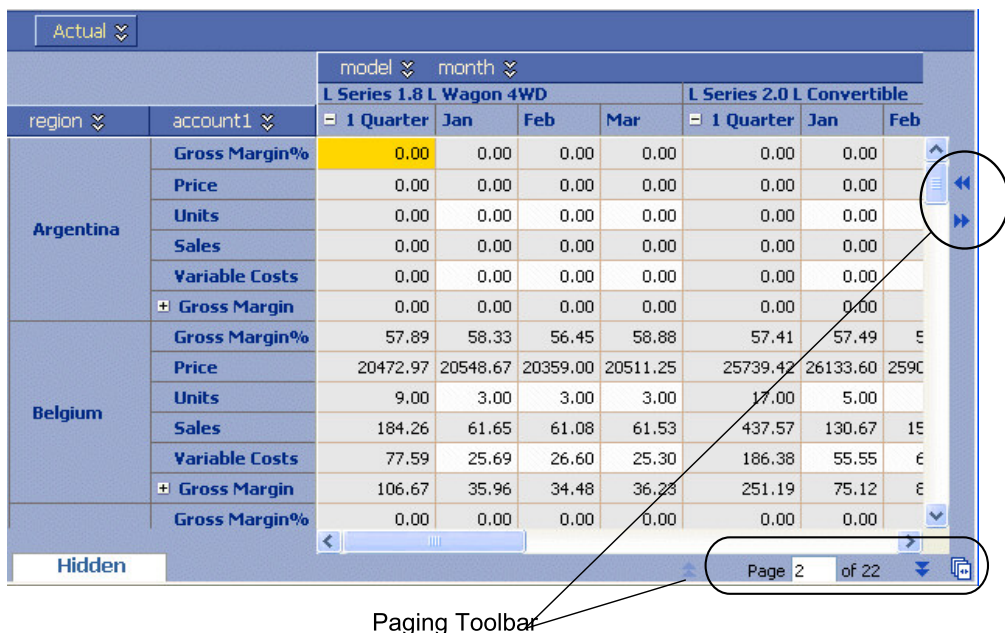 Actual
model month
L Series 1.8 L Wagon 4WD L Series 2.0 L Convertible
region account1 1 Quarter Jan Feb Mar 1 Quarter Jan Feb
Gross Margin% 0.00 0.00 0.00 0.00 0.00 0.00
Price 0.00 0.00 0.00 0.00 0.00 0.00
Units 0.00 0.00 0.00 0.00 0.00 0.00
Argentina
Sales 0.00 0.00 0.00 0.00 0.00 0.00
Variable Costs 0.00 0.00 0.00 0.00 0.00 0.00
Gross Margin 0.00 0.00 0.00 0.00 0.00 0.00
Gross Margin% 57.89 58.33 56.45 58.88 57.41 57.49 5
Price 20472.97 20548.67 20359.00 20511.25 25739.42 26133.60 2590
Units 9.00 3.00 3.00 3.00 17.00 5.00
Belgium
Sales 184.26 61.65 61.08 61.53 437.57 130.67 15
Variable Costs 77.59 25.69 26.60 25.30 186.38 55.55
Gross Margin 106.67 35.96 34.48 36.23 251.19 75.12
Gross Margin% 0.00 0.00 0.00 0.00 0.00 0.00
Hidden Page 2 of 22
Paging Toolbar